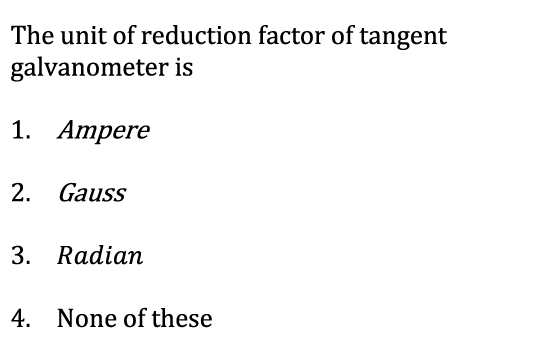 The unit of reduction factor of tangent
galvanometer is
1. Ampere
2. Gauss
3. Radian
4. None of these